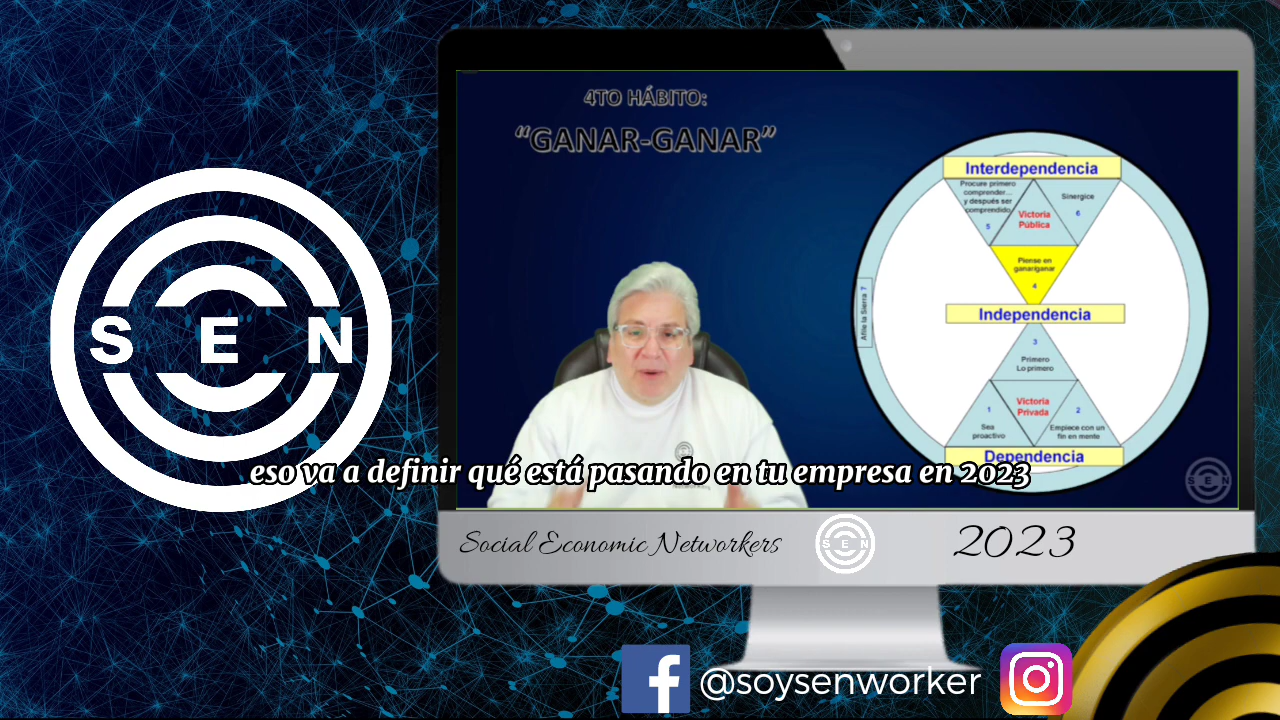 S E N
4TO HÁBITO:
“GANAR-GANAR”
Interdependencia
Procure primero
comprender...
y después ser
comprendido
5
Victoria
Pública
Sinergice
6
Piense en
ganar/ganar
4
Independencia
3
Primero
Lo primero
Victoria
Privada
1
Sea
proactivo
2
Empiece con un
fin en mente
Dependencia
Afile la Sierra 7
S E N
eso va a definir qué está pasando en tu empresa en 2023
Social Economic Networkers
S E N
2023
@soysenworker